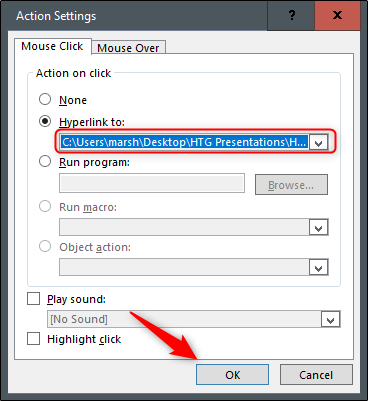 Action Settings
?
Mouse Click
Mouse Over
Action on click
None
Hyperlink to:
C:\Users\marsh\Desktop\HTG Presentations\H...
Run program:
Browse...
Run macro:
Object action:
Play sound:
[No Sound]
Highlight click
OK
Cancel